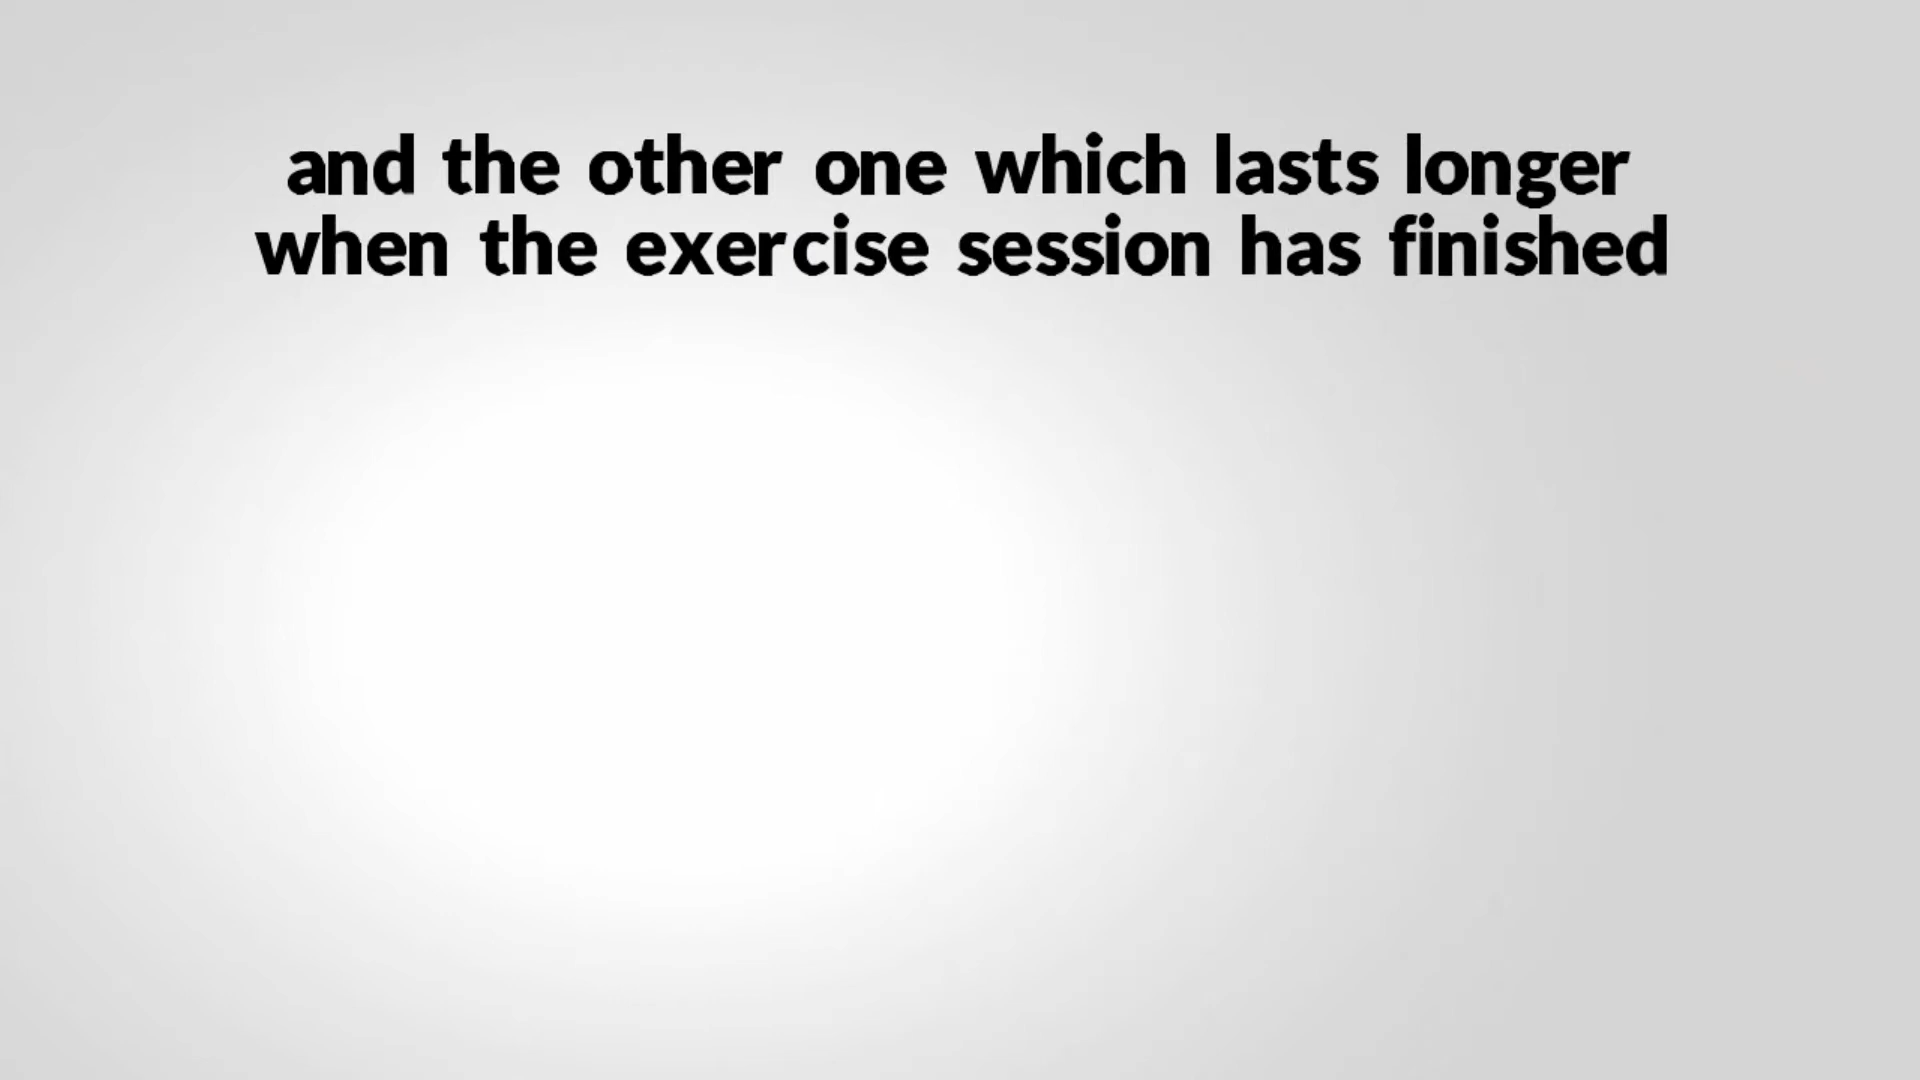 and the other one which lasts longer
when the exercise session has finished